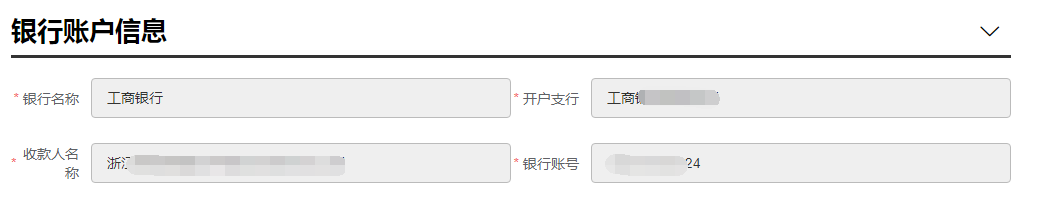 银行账户信息
* 银行名称 工商银行 * 开户支行 工商
* 收款人名称 浙江 * 银行账号 24